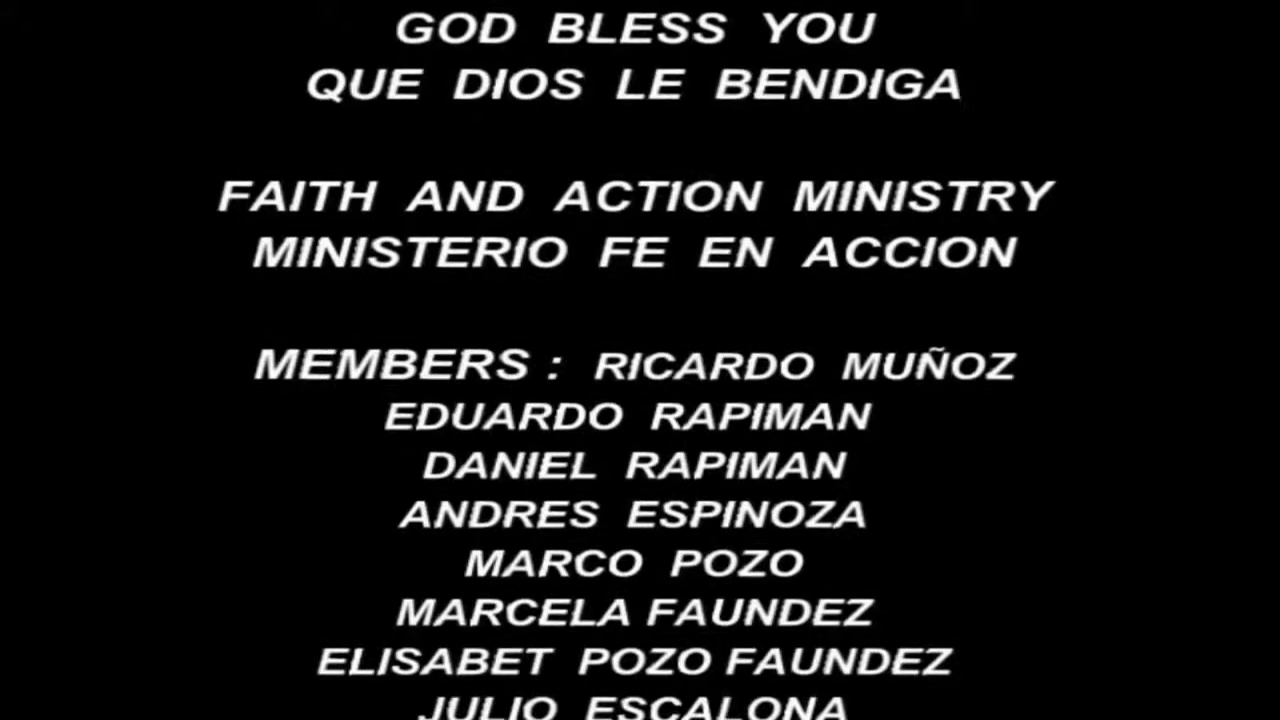 GOD BLESS YOU
QUE DIOS LE BENDIGA
FAITH AND ACTION MINISTRY
MINISTERIO FE EN ACCION
MEMBERS : RICARDO MUÑOZ
EDUARDO RAPIMAN
DANIEL RAPIMAN
ANDRES ESPINOZA
MARCO POZO
MARCELA FAUNDEZ
ELISABET POZO FAUNDEZ
JULIO ESCALONA